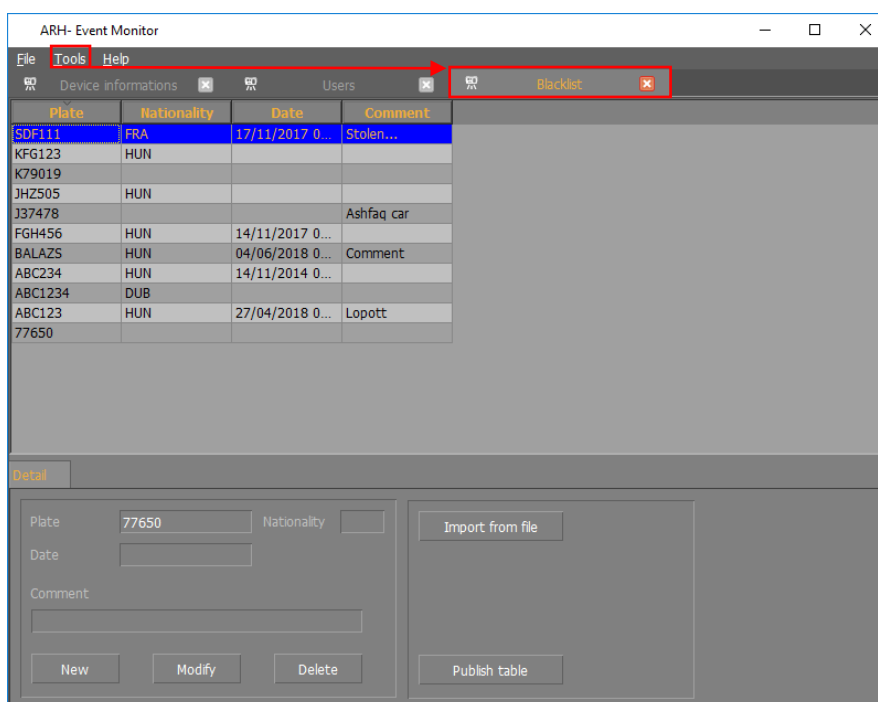 ARH- Event Monitor
File Tools Help
Device informations Users Blacklist
Plate Nationality Date Comment
SDF111 FRA 17/11/2017 0... Stolen...
KFG123 HUN
K79019
JHZ505 HUN
J37478 Ashfaq car
FGH456 HUN 14/11/2017 0...
BALAZS HUN 04/06/2018 0... Comment
ABC234 HUN 14/11/2014 0...
ABC1234 DUB
ABC123 HUN 27/04/2018 0... Lopott
77650
Detail
Plate 77650 Nationality Import from file
Date
Comment
New Modify Delete Publish table